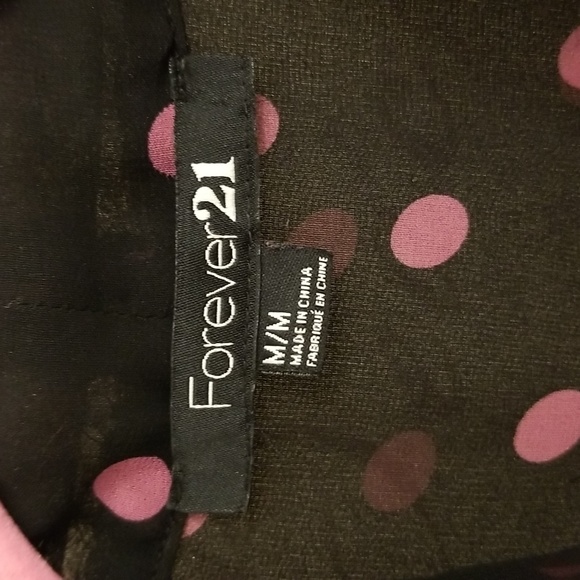 Forever21
M/M
MADE IN CHINA
FABRIQUÉ EN CHINE